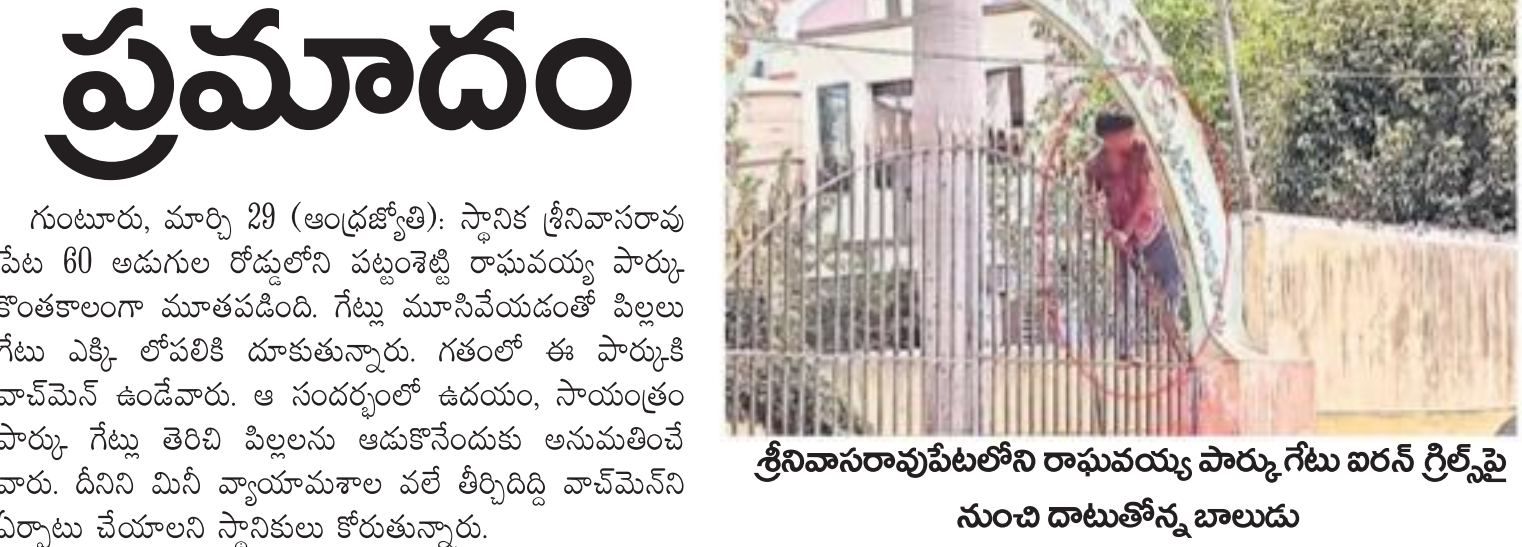 ప్రమాదం
గుంటూరు, మార్చి 29 (ఆంధ్రజ్యోతి): స్థానిక శ్రీనివాసరావు
పేట 60 అడుగుల రోడ్డులోని పట్టంశెట్టి రాఘవయ్య పార్కు
కొంతకాలంగా మూతపడింది. గేట్లు మూసివేయడంతో పిల్లలు
గేటు ఎక్కి లోపలికి దూకుతున్నారు. గతంలో ఈ పార్కుకి
వాచ్‌మెన్ ఉండేవారు. ఆ సందర్భంలో ఉదయం, సాయంత్రం
పార్కు గేట్లు తెరిచి పిల్లలను ఆడుకొనేందుకు అనుమతించే
వారు. దీనిని మినీ వ్యాయామశాల వలే తీర్చిదిద్ది వాచ్‌మెన్‌ని
ఏర్పాటు చేయాలని స్థానికులు కోరుతున్నారు.
శ్రీనివాసరావుపేటలోని రాఘవయ్య పార్కు గేటు ఐరన్ గ్రిల్స్‌పై
నుంచి దాటుతోన్న బాలుడు